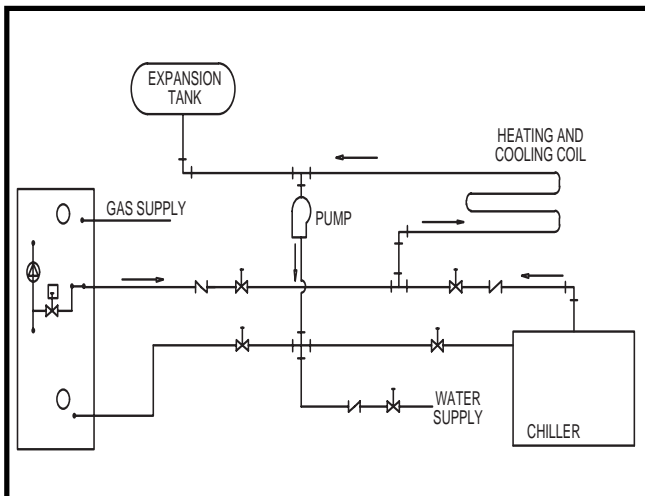 EXPANSION
TANK
HEATING AND
COOLING COIL
GAS SUPPLY
PUMP
WATER
SUPPLY
CHILLER